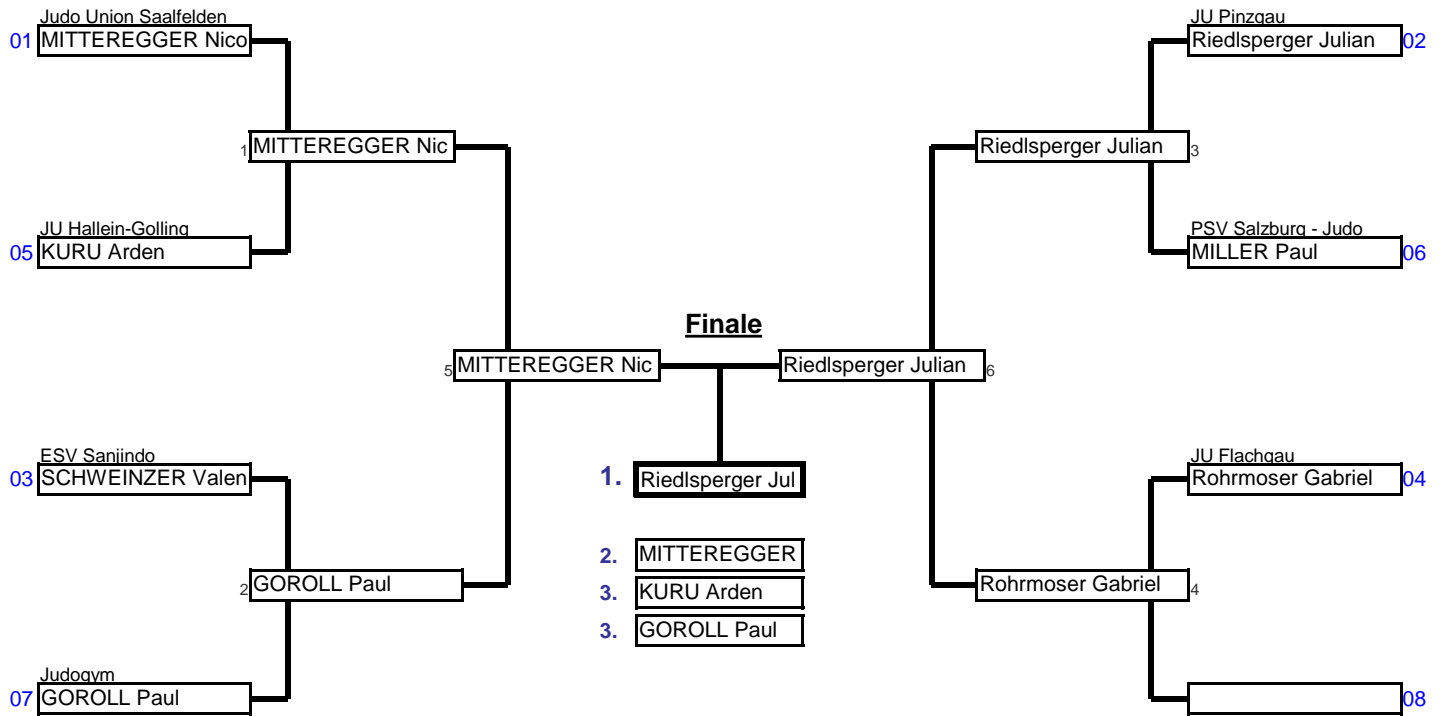 Judo Union Saalfelden
01 MITTEREGGER Nico
JU Pinzgau
Riedlsperger Julian 02
1 MITTEREGGER Nic
Riedlsperger Julian 3
JU Hallein-Golling
05 KURU Arden
PSV Salzburg - Judo
MILLER Paul 06
Finale
5 MITTEREGGER Nic
Riedlsperger Julian 6
ESV Sanjindo
03 SCHWEINZER Valen
1. Riedlsperger Jul
JU Flachgau
Rohrmoser Gabriel 04
2. MITTEREGGER
3. KURU Arden
3. GOROLL Paul
2 GOROLL Paul
Rohrmoser Gabriel 4
Judogym
07 GOROLL Paul
08